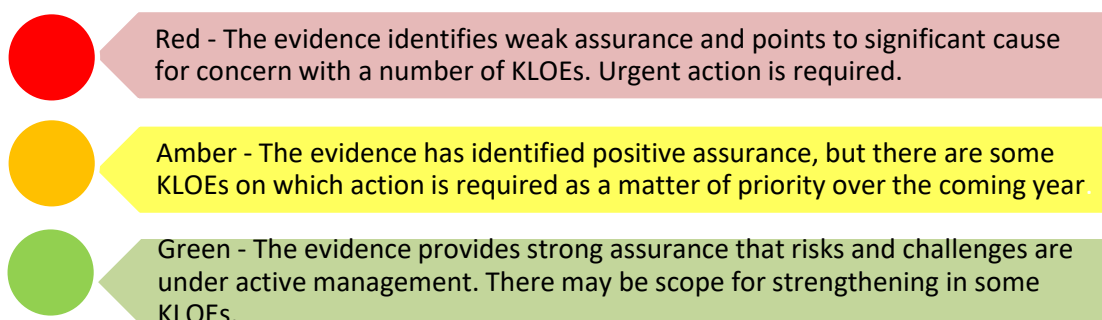 Red - The evidence identifies weak assurance and points to significant cause
for concern with a number of KLOEs. Urgent action is required.
Amber - The evidence has identified positive assurance, but there are some
KLOEs on which action is required as a matter of priority over the coming year.
Green - The evidence provides strong assurance that risks and challenges are
under active management. There may be scope for strengthening in some
KLOEs.